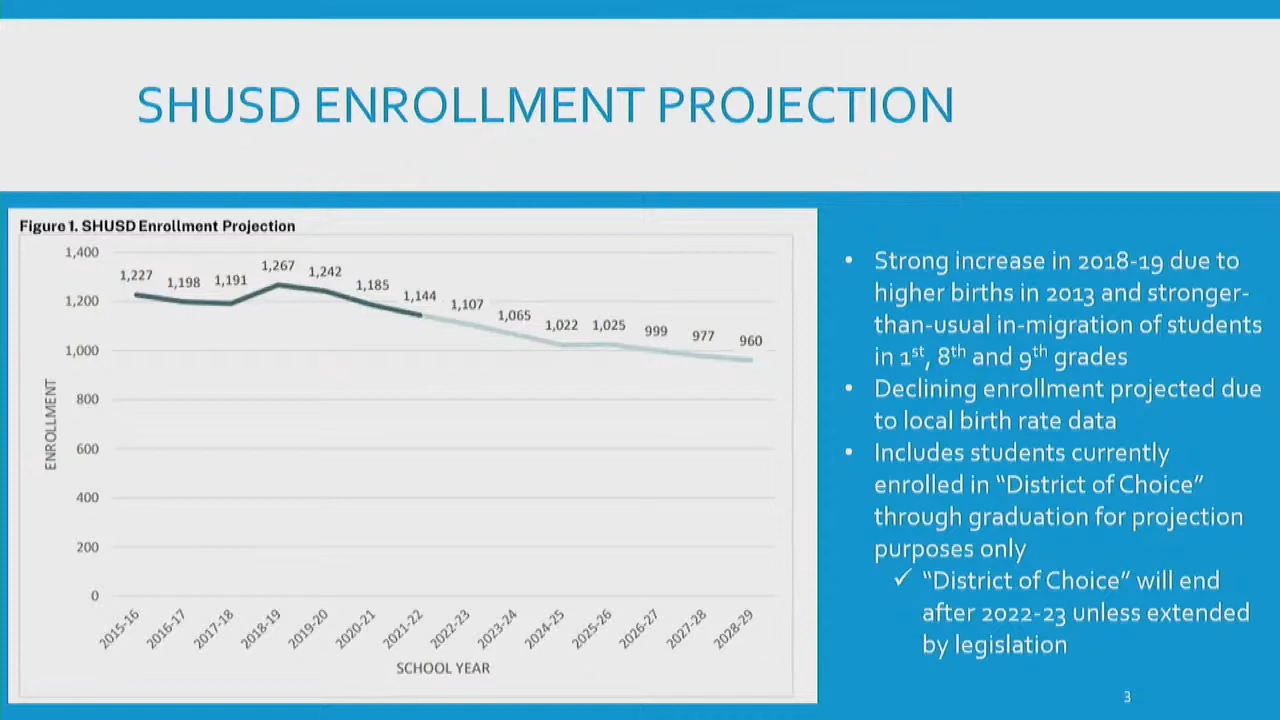 SHUSD ENROLLMENT PROJECTION
Figure 1. SHUSD Enrollment Projection
1,400
1,200
1,000
800
600
400
200
0
ENROLLMENT
1,227
1,198
1,191
1,267
1,242
1,185
1,144
1,107
1,065
1,022
1,025
999
977
960
2015-16
2016-17
2017-18
2018-19
2019-20
2020-21
2021-22
2022-23
2023-24
2024-25
2025-26
2026-27
2027-28
2028-29
SCHOOL YEAR
• Strong increase in 2018-19 due to
higher births in 2013 and stronger-
than-usual in-migration of students
in 1st, 8th and 9th grades
• Declining enrollment projected due
to local birth rate data
• Includes students currently
enrolled in “District of Choice”
through graduation for projection
purposes only
✓ “District of Choice” will end
after 2022-23 unless extended
by legislation
3